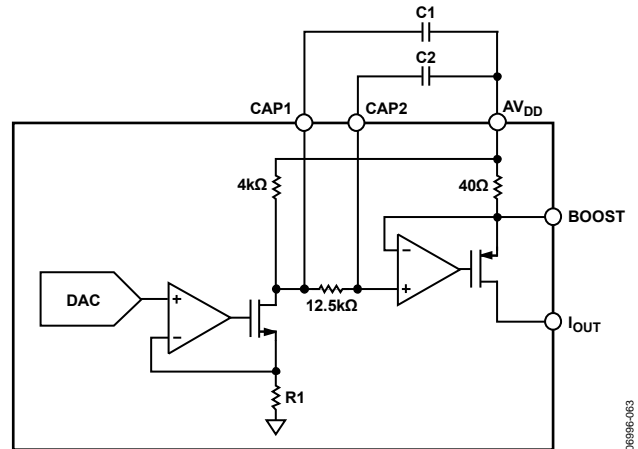 C1
C2
CAP1 CAP2 AVDD
4kΩ 40Ω
BOOST
DAC
+
−
12.5kΩ
−
+
IOUT
R1
06996-063